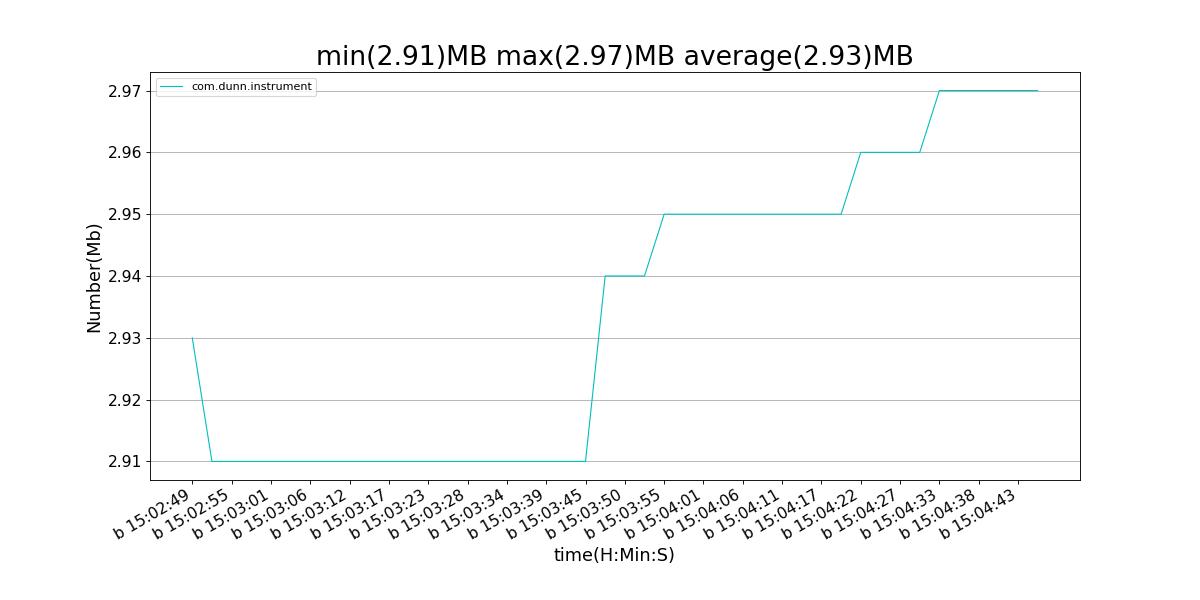 min(2.91)MB max(2.97)MB average(2.93)MB
com.dunn.instrument
2.97
2.96
2.95
2.94
2.93
2.92
2.91
Number(Mb)
b 15:02:49
b 15:02:55
b 15:03:01
b 15:03:06
b 15:03:12
b 15:03:17
b 15:03:23
b 15:03:28
b 15:03:34
b 15:03:39
b 15:03:45
b 15:03:50
b 15:03:55
b 15:04:01
b 15:04:06
b 15:04:11
b 15:04:17
b 15:04:22
b 15:04:27
b 15:04:33
b 15:04:38
b 15:04:43
time(H:Min:S)